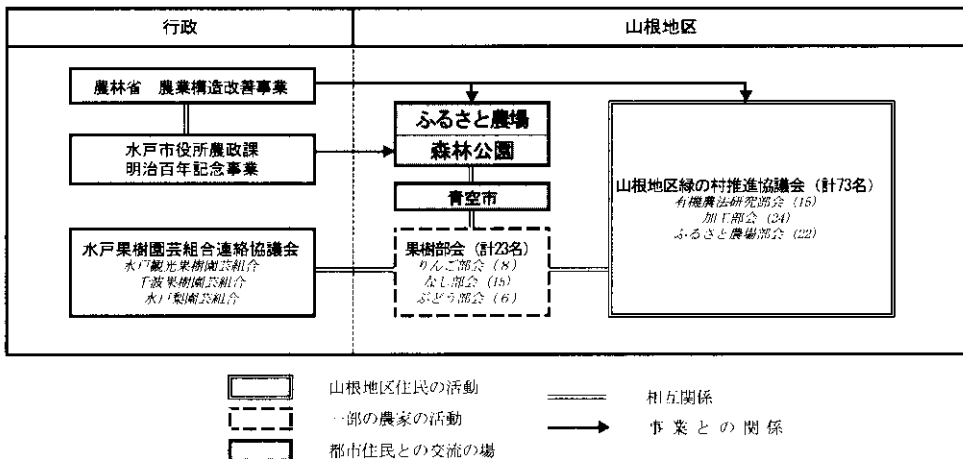 行政
山根地区
農林省 農業構造改善事業
水戸市役所農政課
明治百年記念事業
ふるさと農場
森林公園
青空市
山根地区緑の村推進協議会（計73名）
有機農法研究部会（15）
加工部会（24）
ふるさと農場部会（22）
水戸果樹園芸組合連絡協議会
水戸観光果樹園芸組合
千波果樹園芸組合
水戸梨園芸組合
果樹部会（計23名）
りんご部会（8）
なし部会（15）
ぶどう部会（6）
山根地区住民の活動
一部の農家の活動
都市住民との交流の場
相互関係
事業との関係